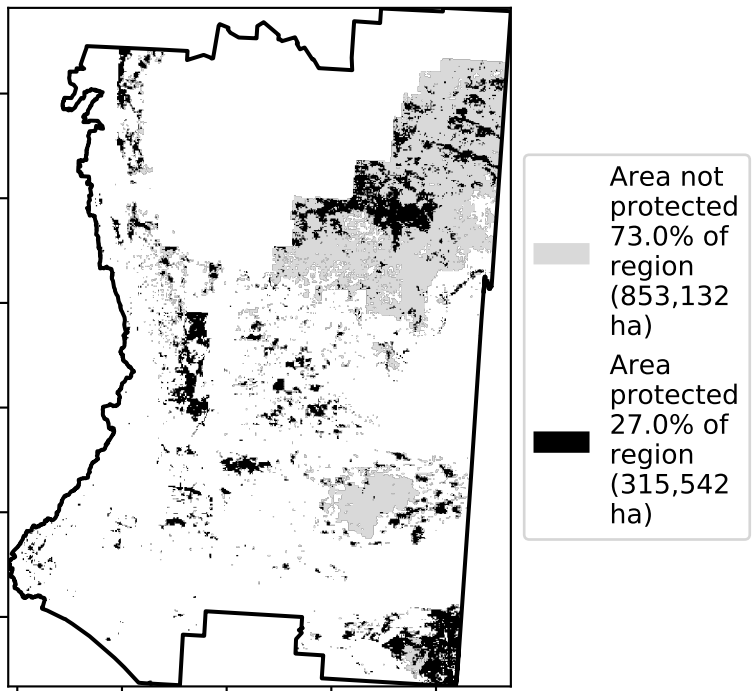 Area not
protected
73.0% of
region
(853,132
ha)
Area
protected
27.0% of
region
(315,542
ha)